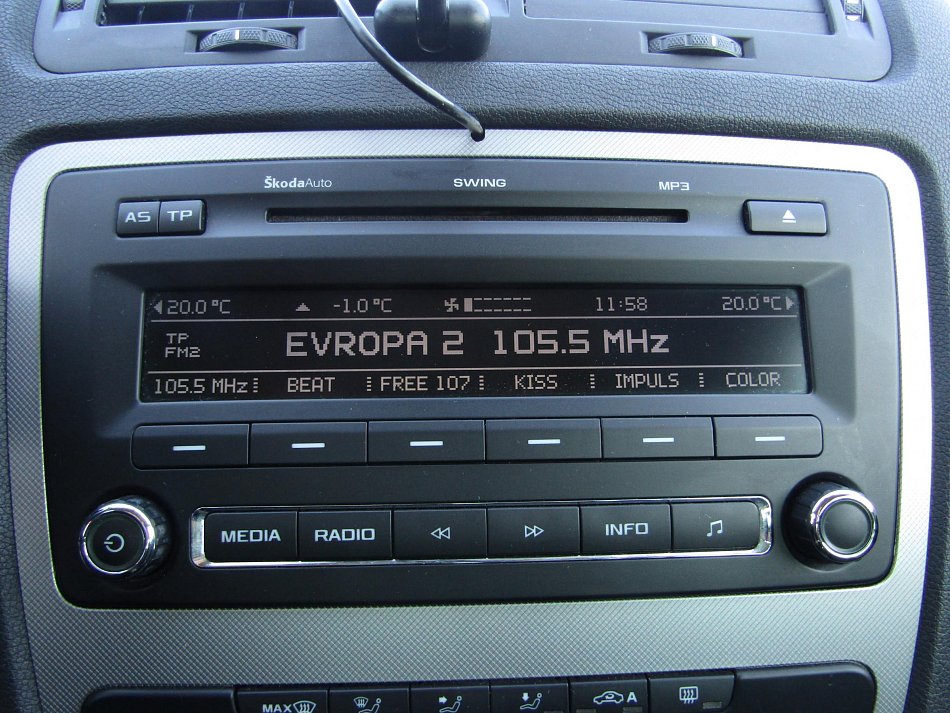 ŠkodaAuto SWING MP3
AS TP
20.0 °C -1.0 °C 11:58 20.0 °C
TP
FM2
EVROPA 2 105.5 MHz
105.5 MHz BEAT FREE 107 KISS IMPULS COLOR
MEDIA RADIO INFO
MAX A